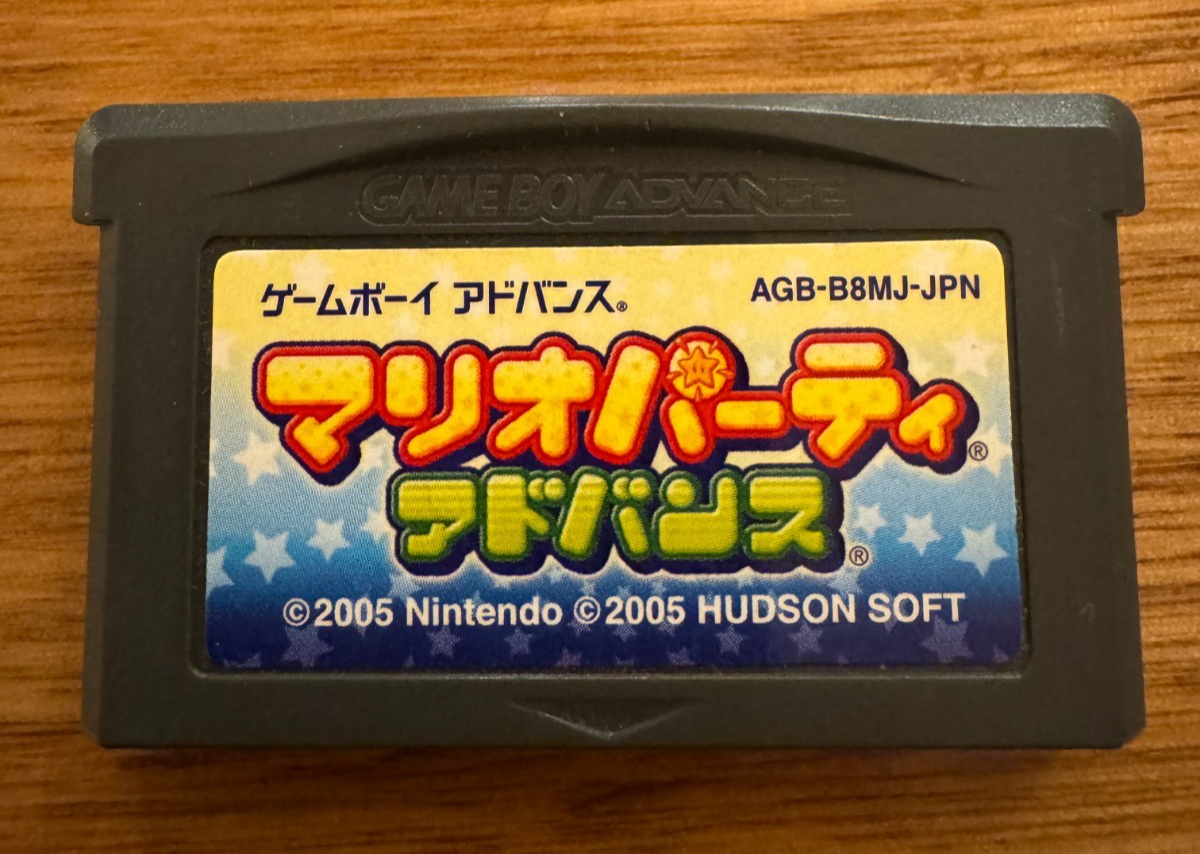 GAME BOY ADVANCE
ゲームボーイ アドバンス® AGB-B8MJ-JPN
マリオパーティ®
アドバンス®
©2005 Nintendo ©2005 HUDSON SOFT